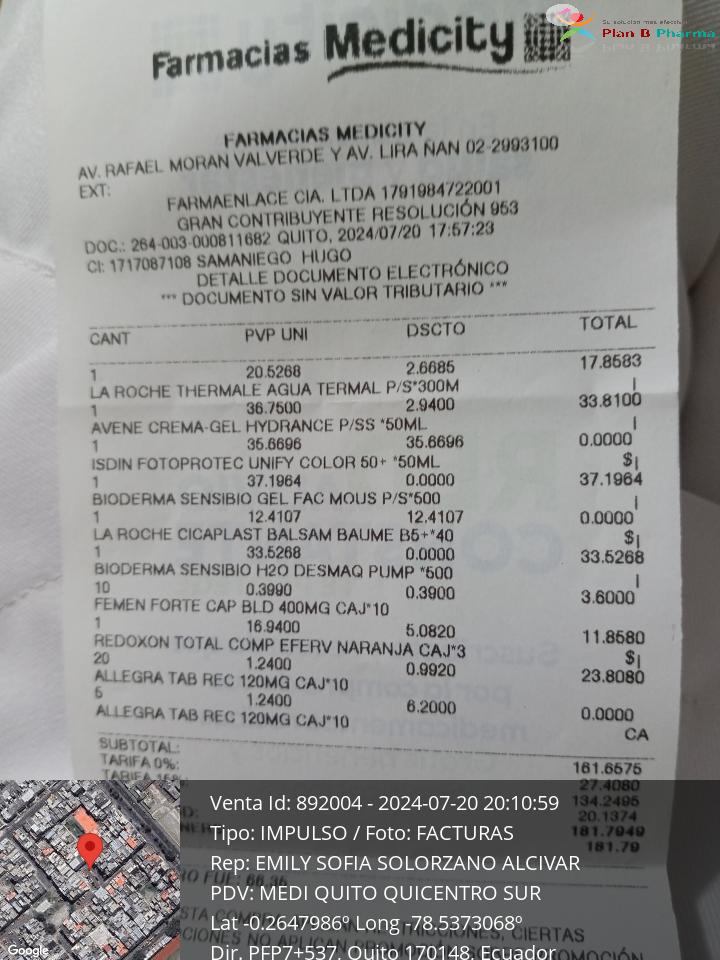 Su solución más efectiva
Plan B Pharma
Farmacias Medicity
FARMACIAS MEDICITY
AV. RAFAEL MORAN VALVERDE Y AV. LIRA ÑAN 02-2993100
EXT:
FARMAENLACE CIA. LTDA 1791984722001
GRAN CONTRIBUYENTE RESOLUCIÓN 953
DOC.: 264-003-000811682 QUITO, 2024/07/20 17:57:23
CI: 1717087108 SAMANIEGO HUGO
DETALLE DOCUMENTO ELECTRÓNICO
*** DOCUMENTO SIN VALOR TRIBUTARIO ***
CANT PVP UNI DSCTO TOTAL
1 20.5268 2.6685 17.8583
LA ROCHE THERMALE AGUA TERMAL P/S*300M I
1 36.7500 2.9400 33.8100
AVENE CREMA-GEL HYDRANCE P/SS *50ML I
1 35.6696 35.6696 0.0000
ISDIN FOTOPROTEC UNIFY COLOR 50+ *50ML $I
1 37.1964 0.0000 37.1964
BIODERMA SENSIBIO GEL FAC MOUS P/S*500 I
1 12.4107 12.4107 0.0000
LA ROCHE CICAPLAST BALSAM BAUME B5+*40 $I
1 33.5268 0.0000 33.5268
BIODERMA SENSIBIO H2O DESMAQ PUMP *500 I
10 0.3990 0.3900 3.6000
FEMEN FORTE CAP BLD 400MG CAJ*10
1 16.9400 5.0820 11.8580
REDOXON TOTAL COMP EFERV NARANJA CAJ*3 $I
20 1.2400 0.9920 23.8080
ALLEGRA TAB REC 120MG CAJ*10
5 1.2400 6.2000 0.0000
ALLEGRA TAB REC 120MG CAJ*10 CA
SUBTOTAL: 161.6575
TARIFA 0%: 27.4080
TARIFA 15% 134.2495
20.1374
181.7949
181.79
Venta Id: 892004 - 2024-07-20 20:10:59
Tipo: IMPULSO / Foto: FACTURAS
Rep: EMILY SOFIA SOLORZANO ALCIVAR
PDV: MEDI QUITO QUICENTRO SUR
Lat -0.2647986º Long -78.5373068º
Dir. PFP7+537, Quito 170148, Ecuador
Google